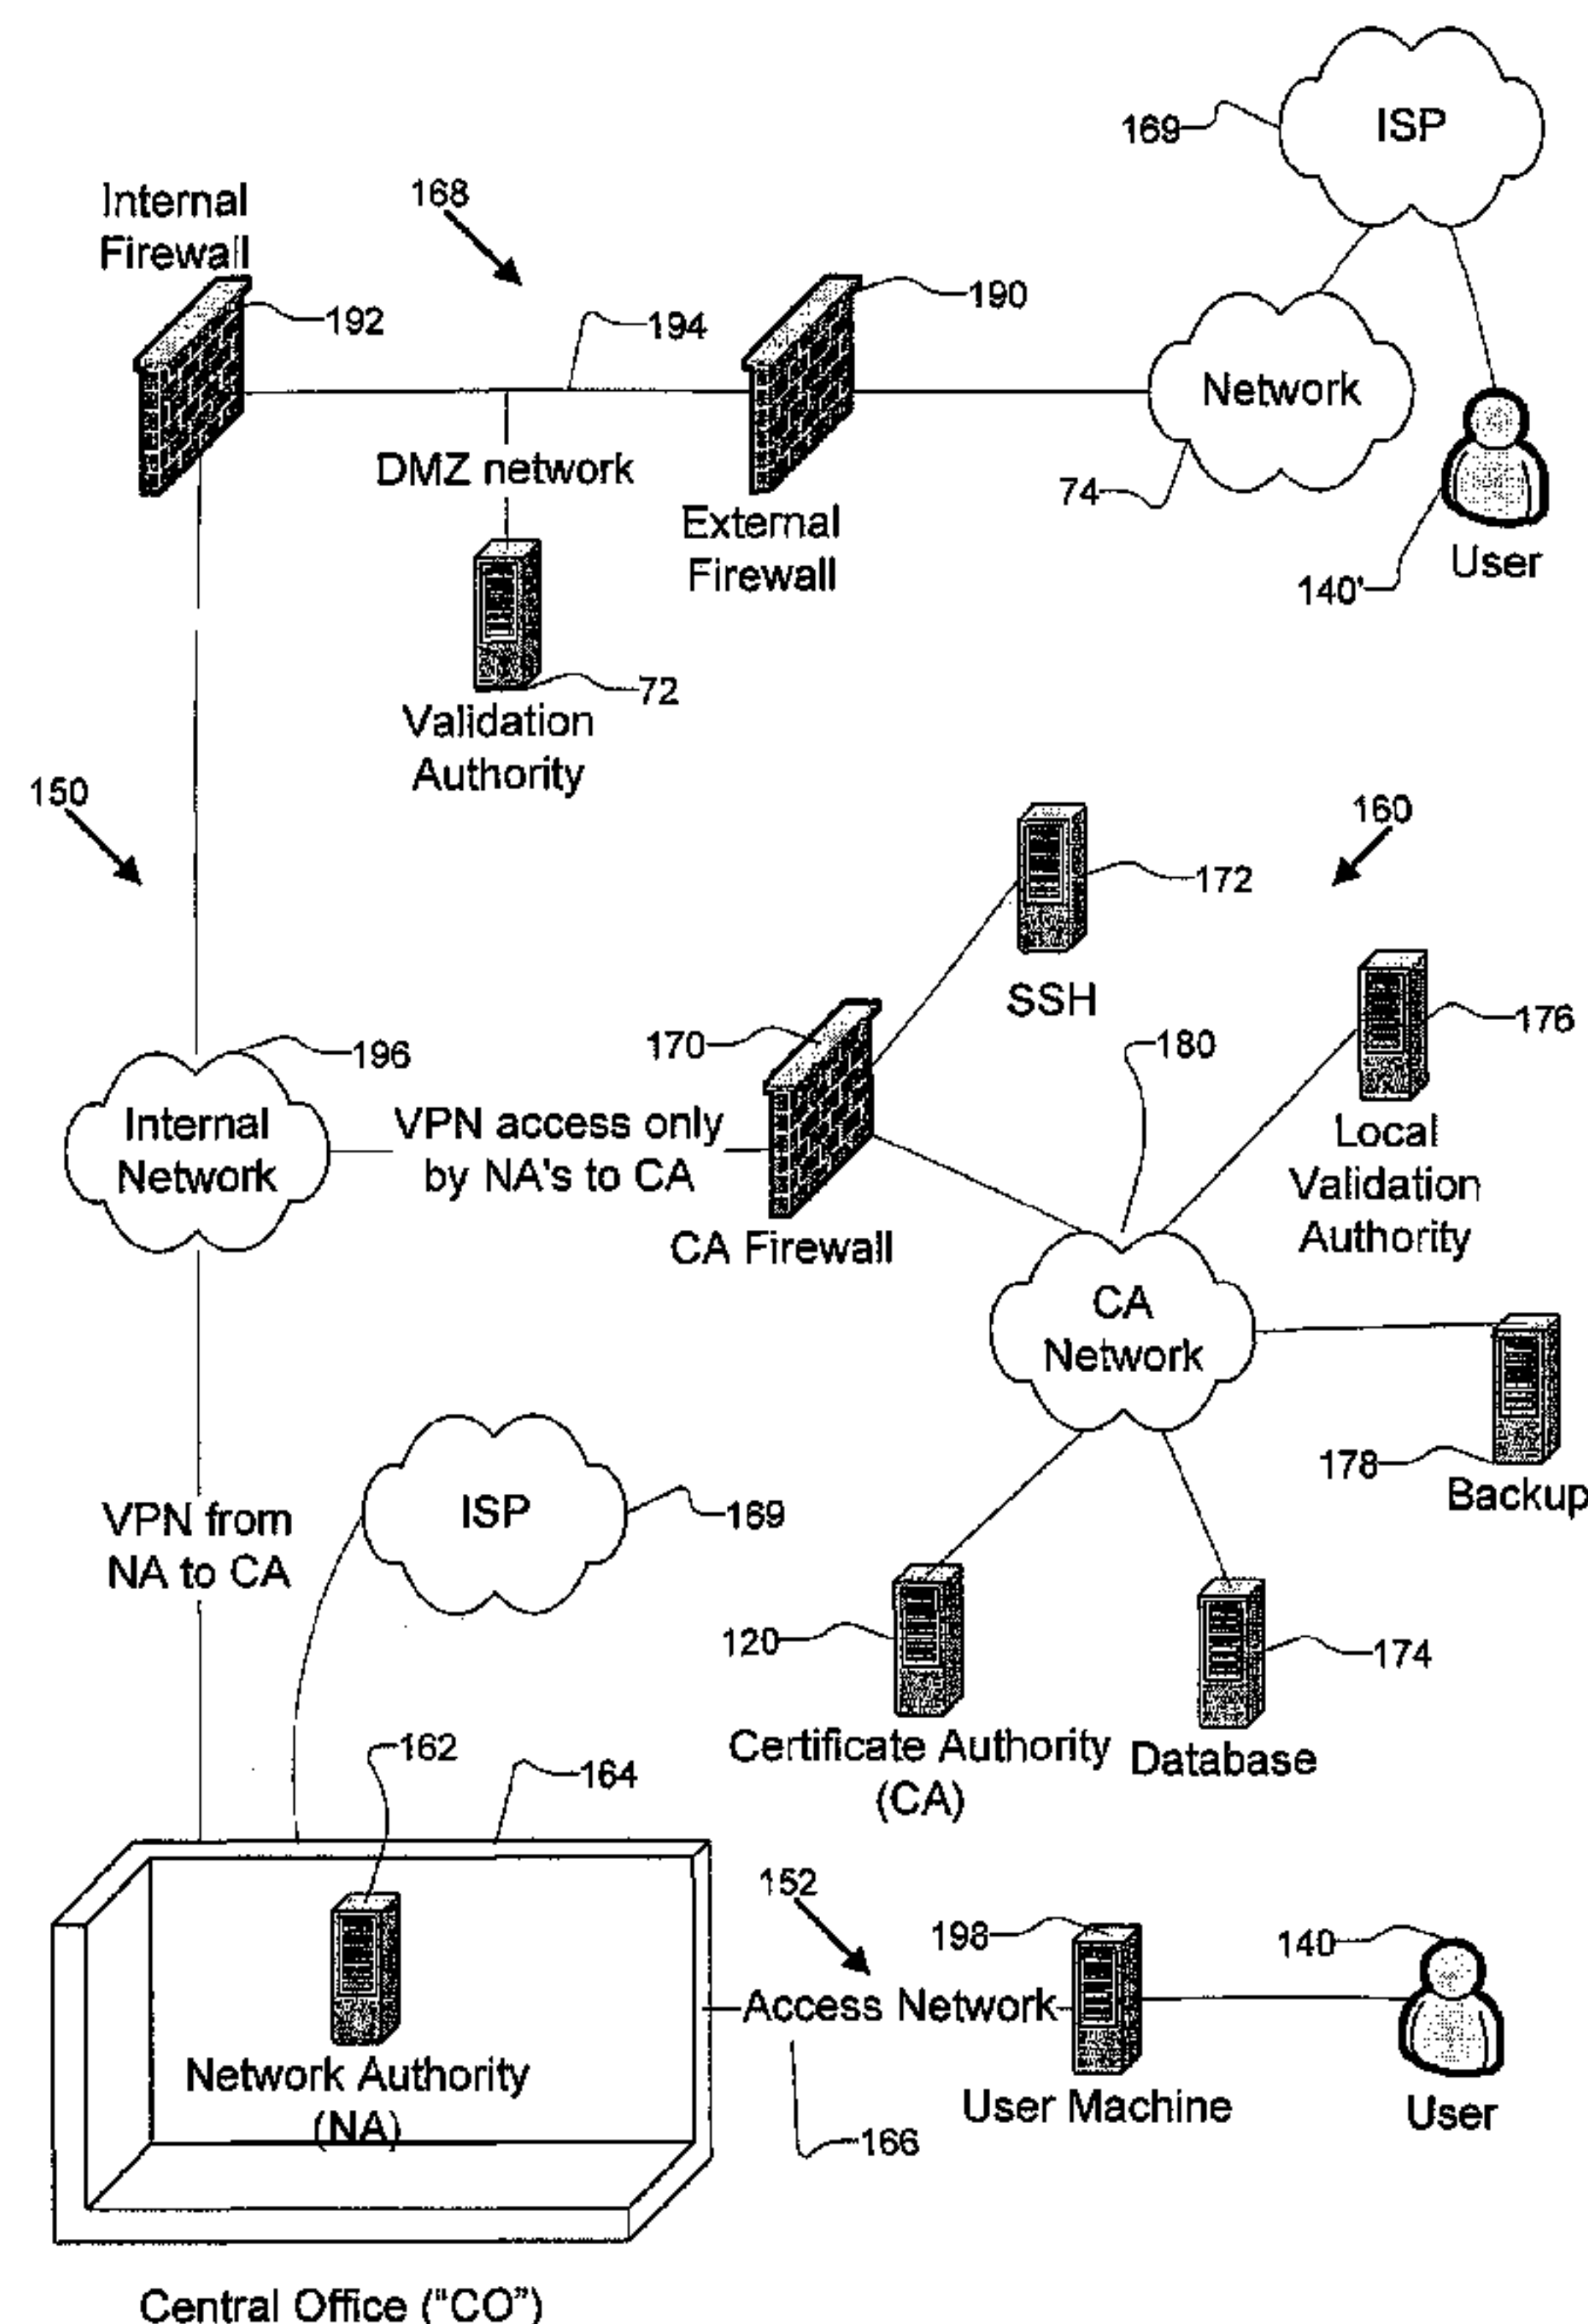 ISP
169
Internal
Firewall
168
192
194
190
Network
DMZ network
74
External
Firewall
User
140'
72
Validation
Authority
150
160
172
SSH
176
170
180
196
Internal
Network
VPN access only
by NA's to CA
Local
Validation
Authority
CA Firewall
CA
Network
178
Backup
ISP
169
VPN from
NA to CA
120
174
Certificate Authority
(CA)
Database
162
164
152
198
140
Access Network
Network Authority
(NA)
User Machine
User
166
Central Office ("CO")